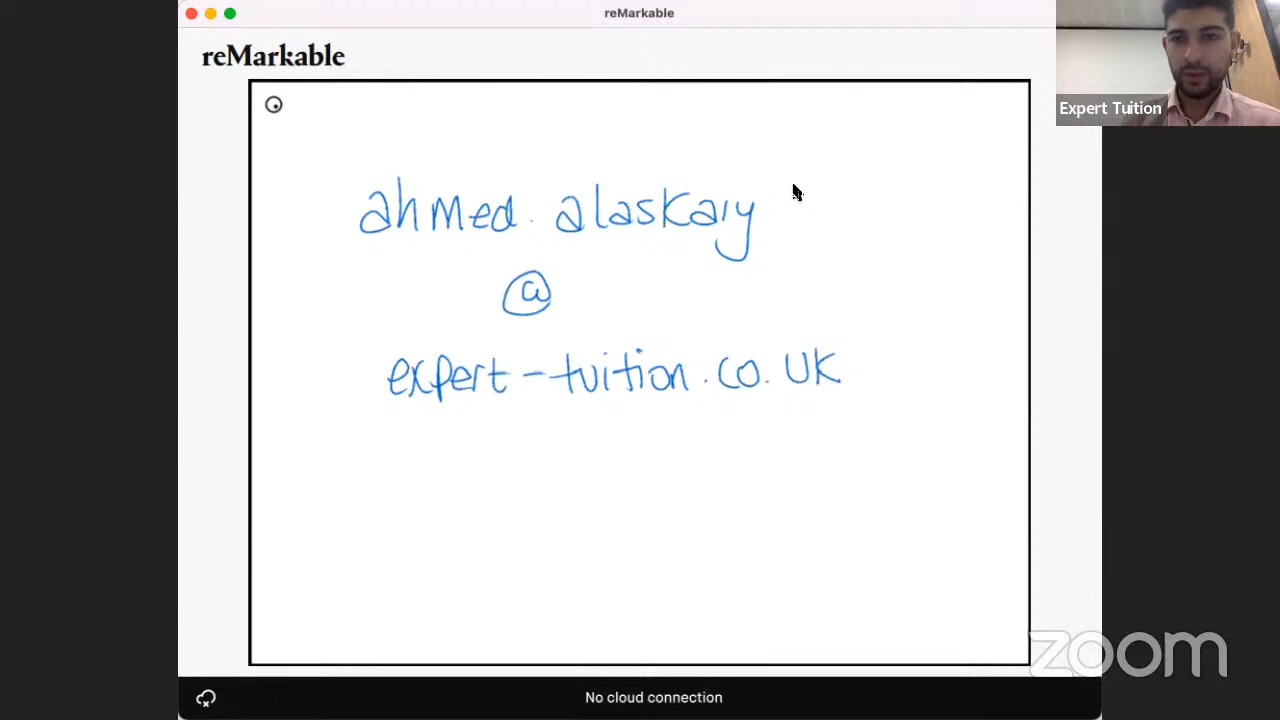 reMarkable
Expert Tuition
reMarkable
ahmed.alaskary
@
expert-tuition.co.uk
zoom
No cloud connection